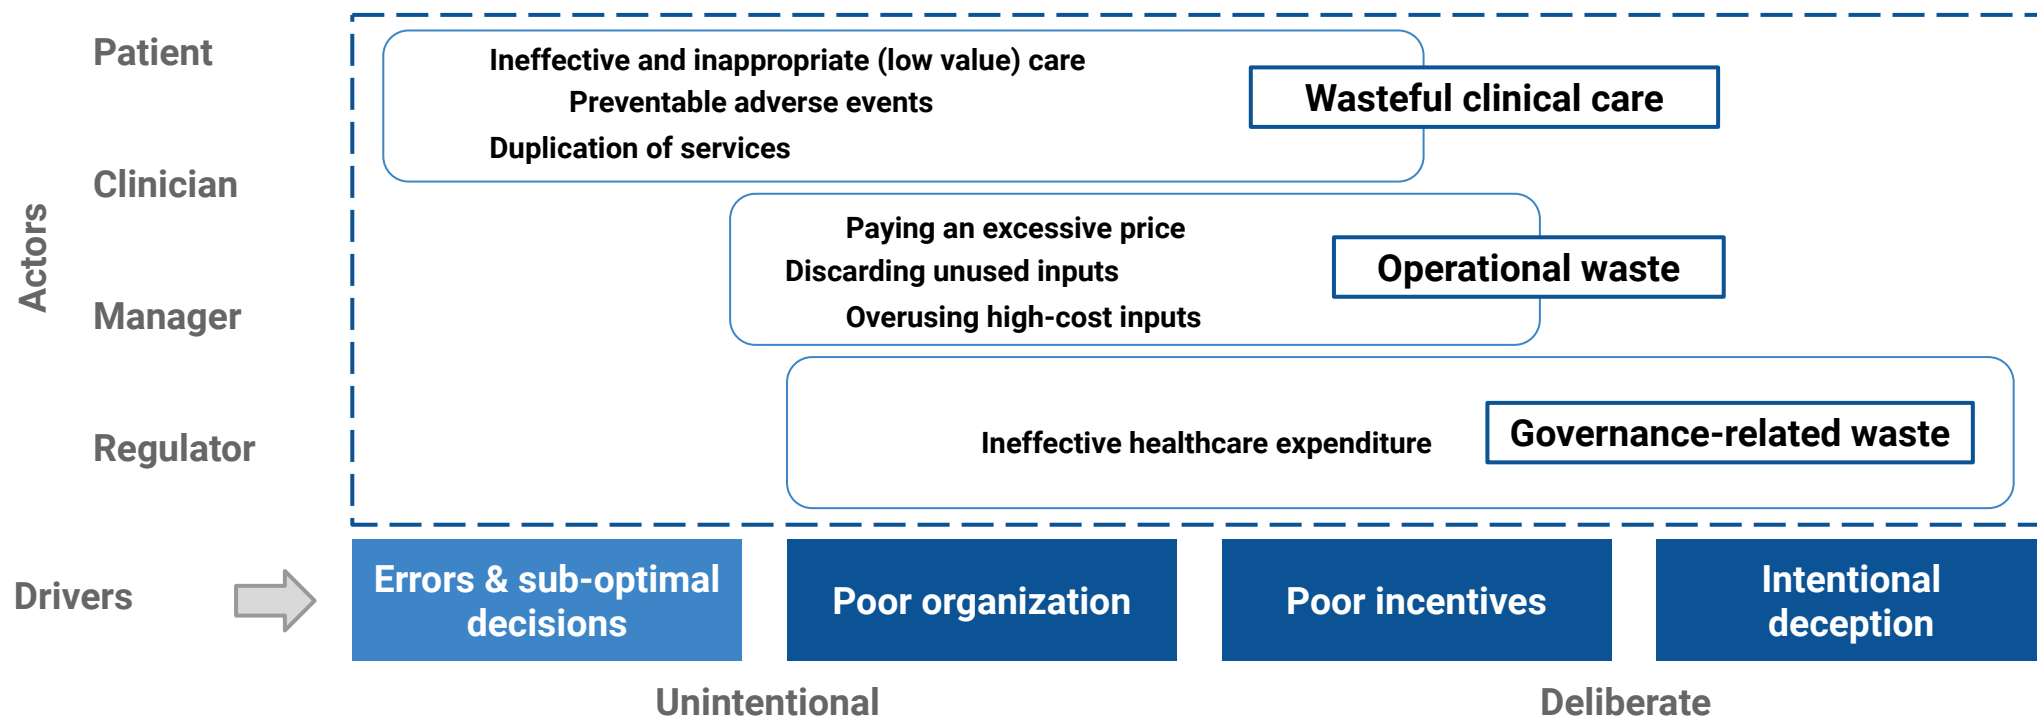 Patient
Ineffective and inappropriate (low value) care
Preventable adverse events
Wasteful clinical care
Duplication of services
Clinician
Actors
Paying an excessive price
Discarding unused inputs
Operational waste
Overusing high-cost inputs
Manager
Ineffective healthcare expenditure
Governance-related waste
Regulator
Drivers
Errors & sub-optimal
decisions
Poor organization
Poor incentives
Intentional
deception
Unintentional
Deliberate